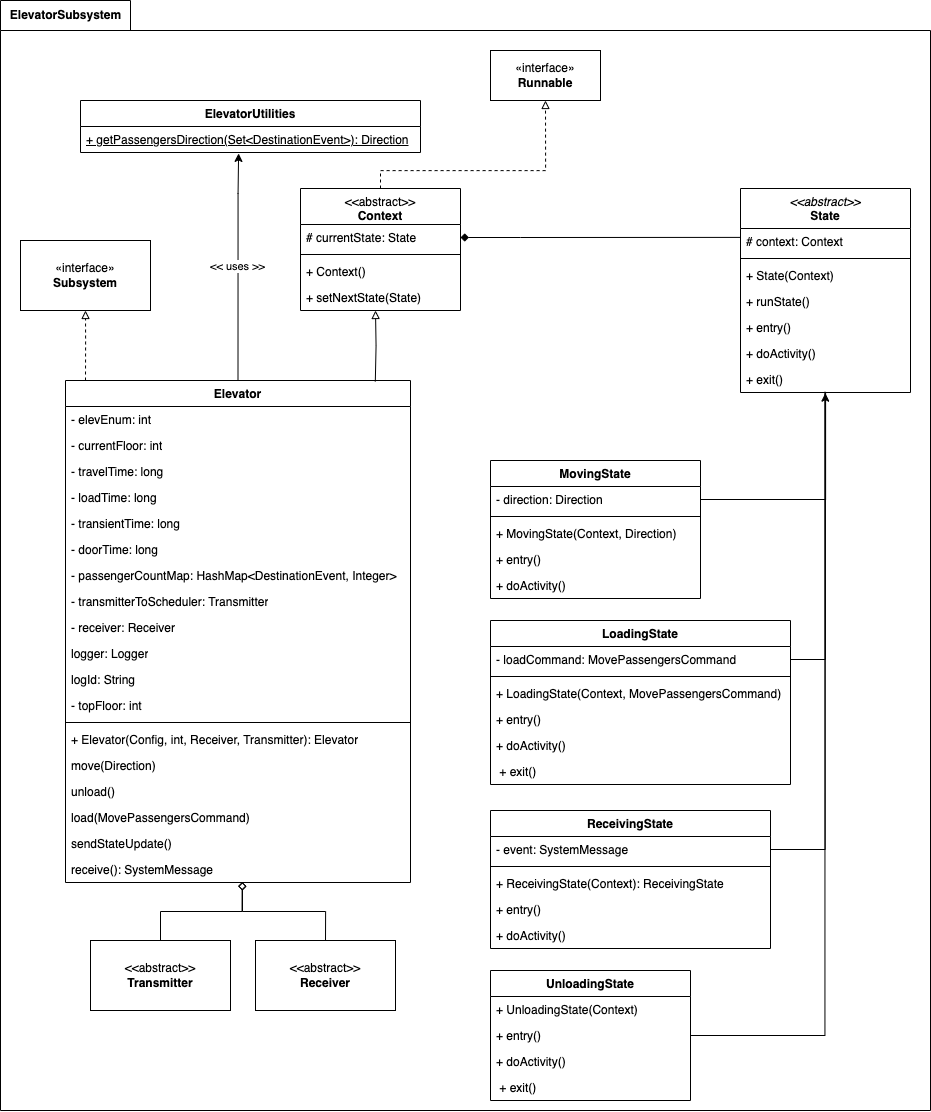 ElevatorSubsystem
«interface»
Runnable
ElevatorUtilities
+ getPassengersDirection(Set<DestinationEvent>): Direction
<<abstract>>
Context
# currentState: State
+ Context()
+ setNextState(State)
<<abstract>>
State
# context: Context
+ State(Context)
+ runState()
+ entry()
+ doActivity()
+ exit()
«interface»
Subsystem
<< uses >>
Elevator
- elevEnum: int
- currentFloor: int
- travelTime: long
- loadTime: long
- transientTime: long
- doorTime: long
- passengerCountMap: HashMap<DestinationEvent, Integer>
- transmitterToScheduler: Transmitter
- receiver: Receiver
logger: Logger
logId: String
- topFloor: int
+ Elevator(Config, int, Receiver, Transmitter): Elevator
move(Direction)
unload()
load(MovePassengersCommand)
sendStateUpdate()
receive(): SystemMessage
<<abstract>>
Transmitter
<<abstract>>
Receiver
MovingState
- direction: Direction
+ MovingState(Context, Direction)
+ entry()
+ doActivity()
LoadingState
- loadCommand: MovePassengersCommand
+ LoadingState(Context, MovePassengersCommand)
+ entry()
+ doActivity()
+ exit()
ReceivingState
- event: SystemMessage
+ ReceivingState(Context): ReceivingState
+ entry()
+ doActivity()
UnloadingState
+ UnloadingState(Context)
+ entry()
+ doActivity()
+ exit()